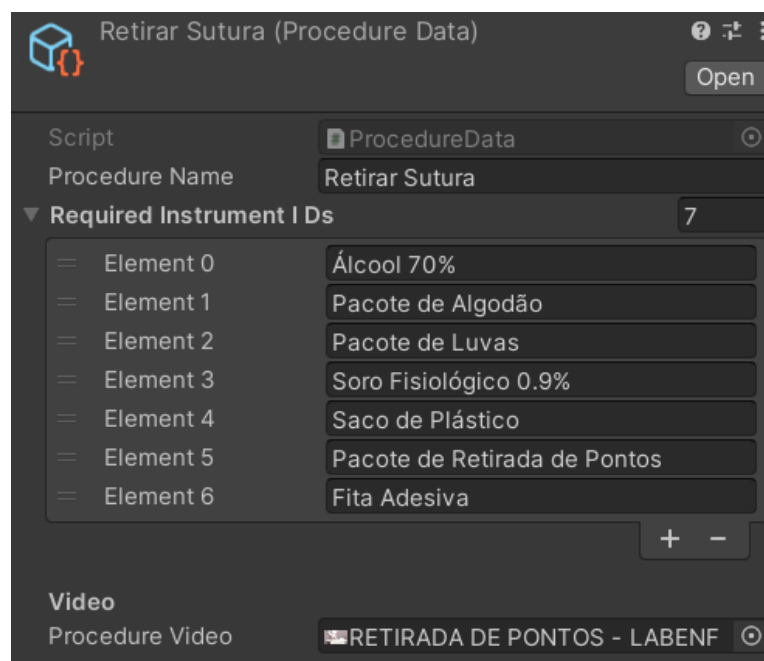 Retirar Sutura (Procedure Data)
Open
Script ProcedureData
Procedure Name Retirar Sutura
Required Instrument I Ds 7
Element 0 Álcool 70%
Element 1 Pacote de Algodão
Element 2 Pacote de Luvas
Element 3 Soro Fisiológico 0.9%
Element 4 Saco de Plástico
Element 5 Pacote de Retirada de Pontos
Element 6 Fita Adesiva
+ −
Video
Procedure Video RETIRADA DE PONTOS - LABENF